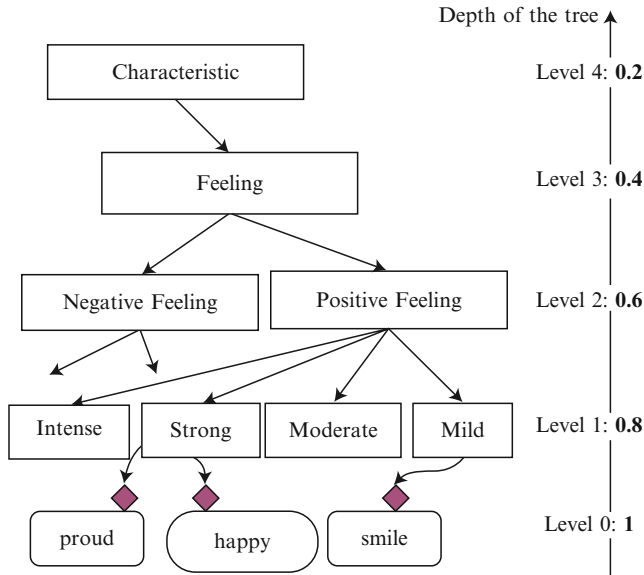 Depth of the tree
Characteristic
Level 4: 0.2
Feeling
Level 3: 0.4
Negative Feeling
Positive Feeling
Level 2: 0.6
Intense
Strong
Moderate
Mild
Level 1: 0.8
proud
happy
smile
Level 0: 1